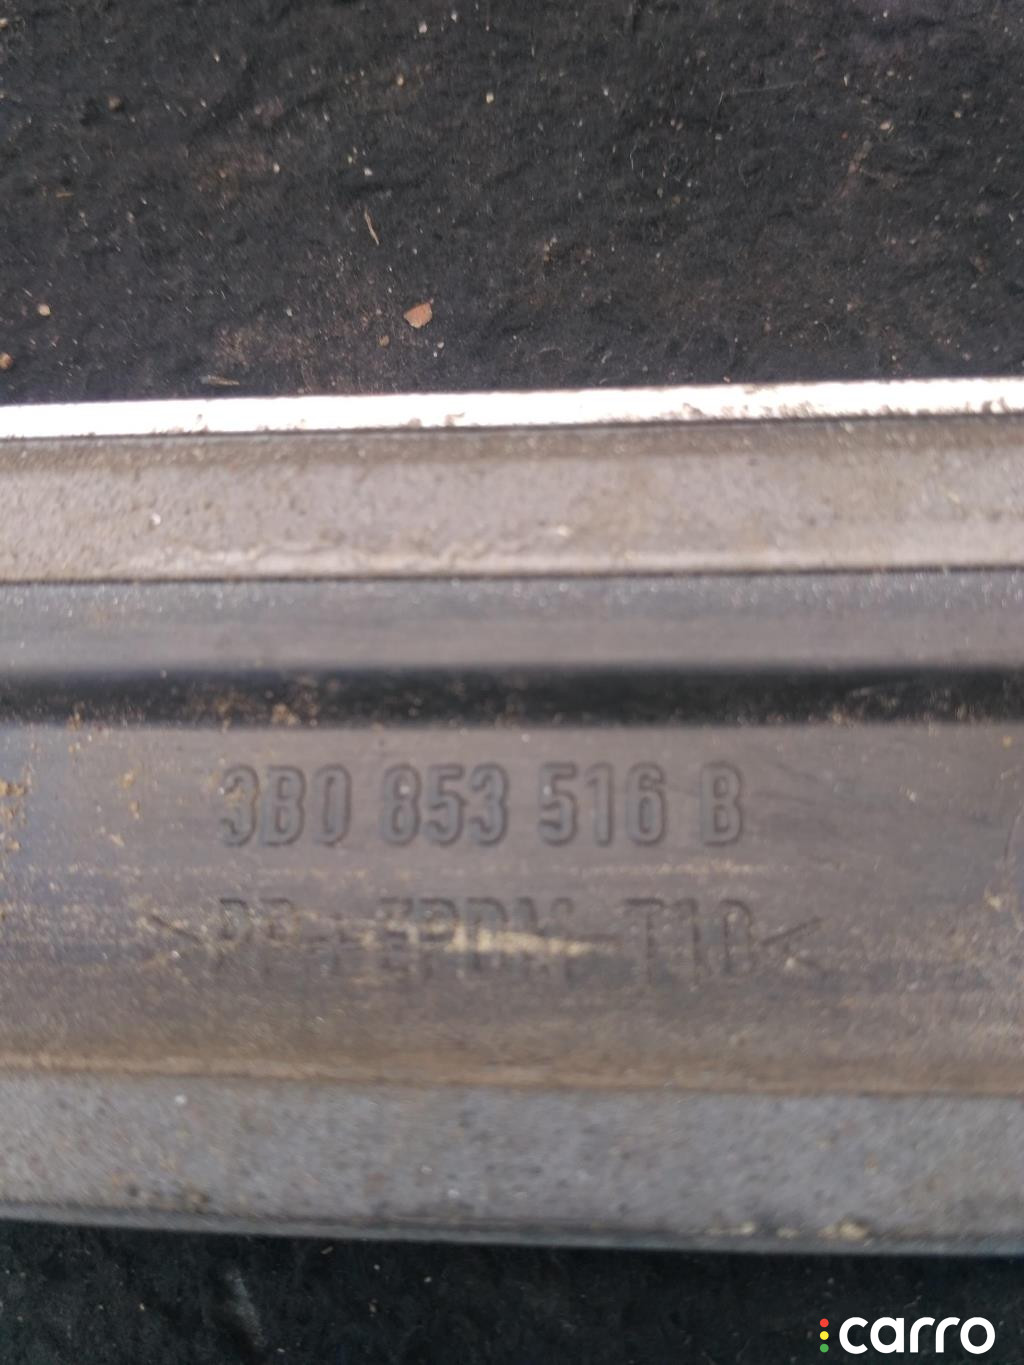 3B0 853 516 B
>PP+EPDM-T10<
carro